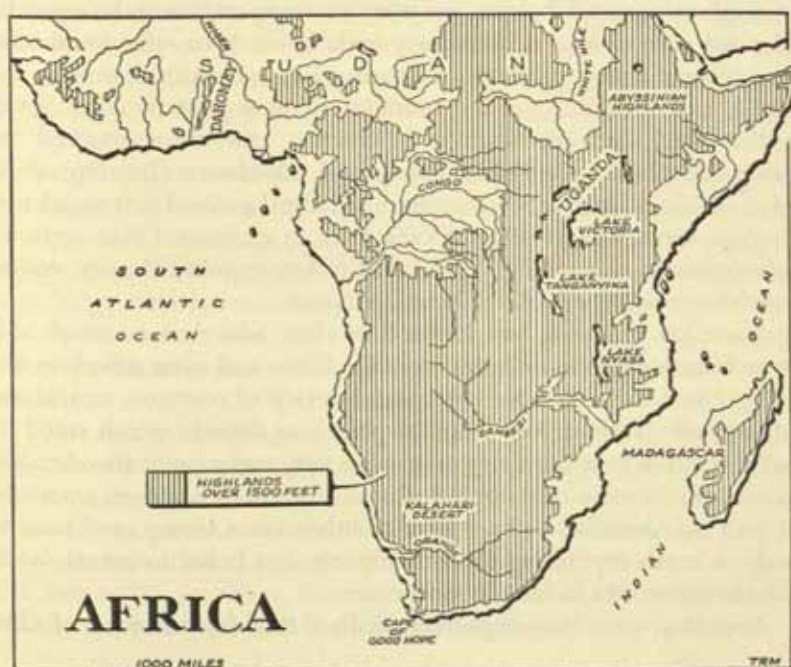 NIGER
S U D A N
WHITE NILE
DAHOMEY
ABYSSINIAN
HIGHLANDS
UGANDA
CONGO
LAKE
VICTORIA
LAKE
TANGANYIKA
SOUTH
ATLANTIC
OCEAN
LAKE
NYASA
OCEAN
INDIAN
ZAMBESI
MADAGASCAR
HIGHLANDS
OVER 1500 FEET
KALAHARI
DESERT
ORANGE
AFRICA
CAPE
OF
GOOD HOPE
1000 MILES
TRM